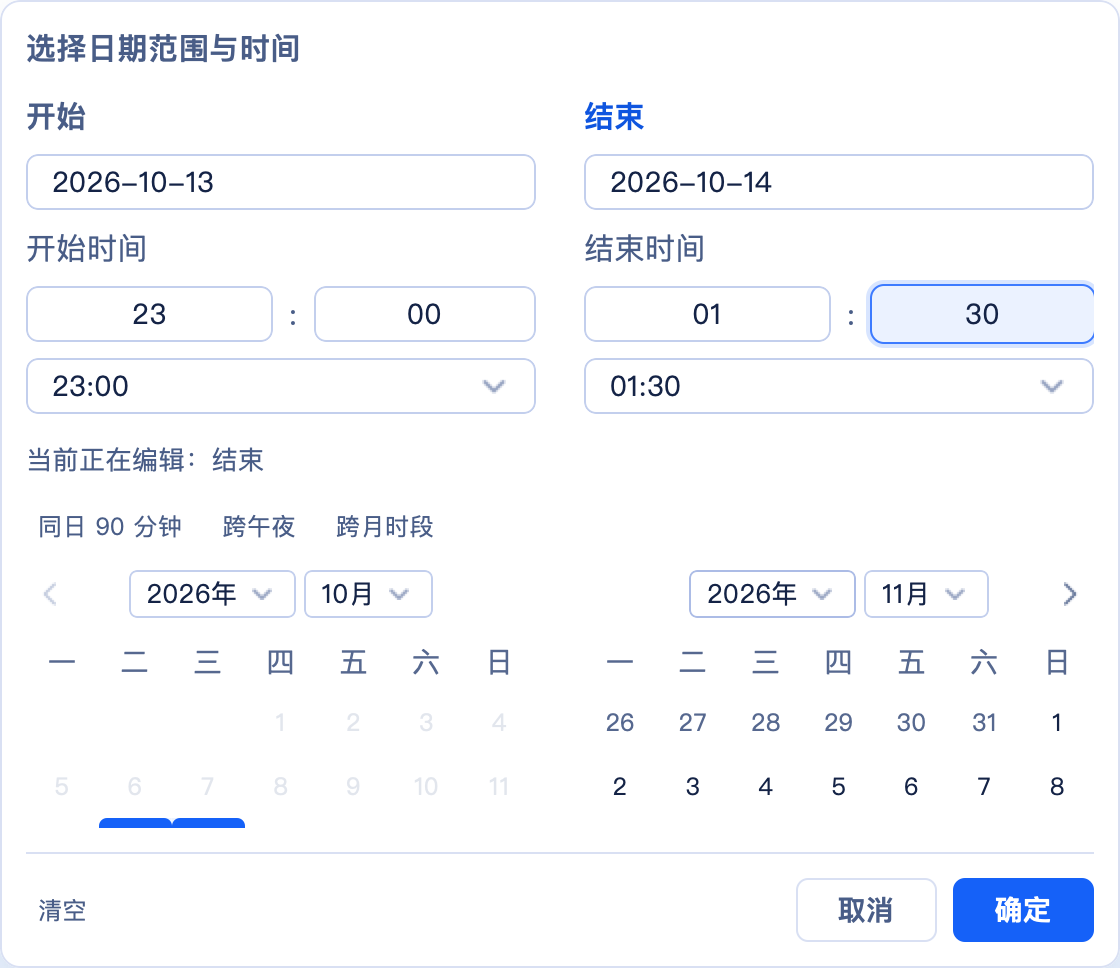 选择日期范围与时间
开始 结束
2026–10–13 2026–10–14
开始时间 结束时间
23 : 00 01 : 30
23:00 01:30
当前正在编辑：结束
同日 90 分钟 跨午夜 跨月时段
2026年 10月 2026年 11月
一 二 三 四 五 六 日 一 二 三 四 五 六 日
1 2 3 4 26 27 28 29 30 31 1
5 6 7 8 9 10 11 2 3 4 5 6 7 8
清空 取消 确定